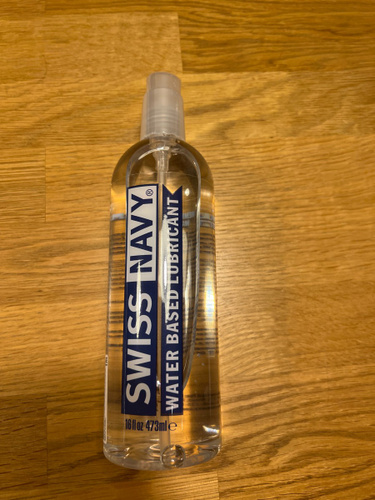 SWISS NAVY®
WATER BASED LUBRICANT
16 fl oz 473ml ℮